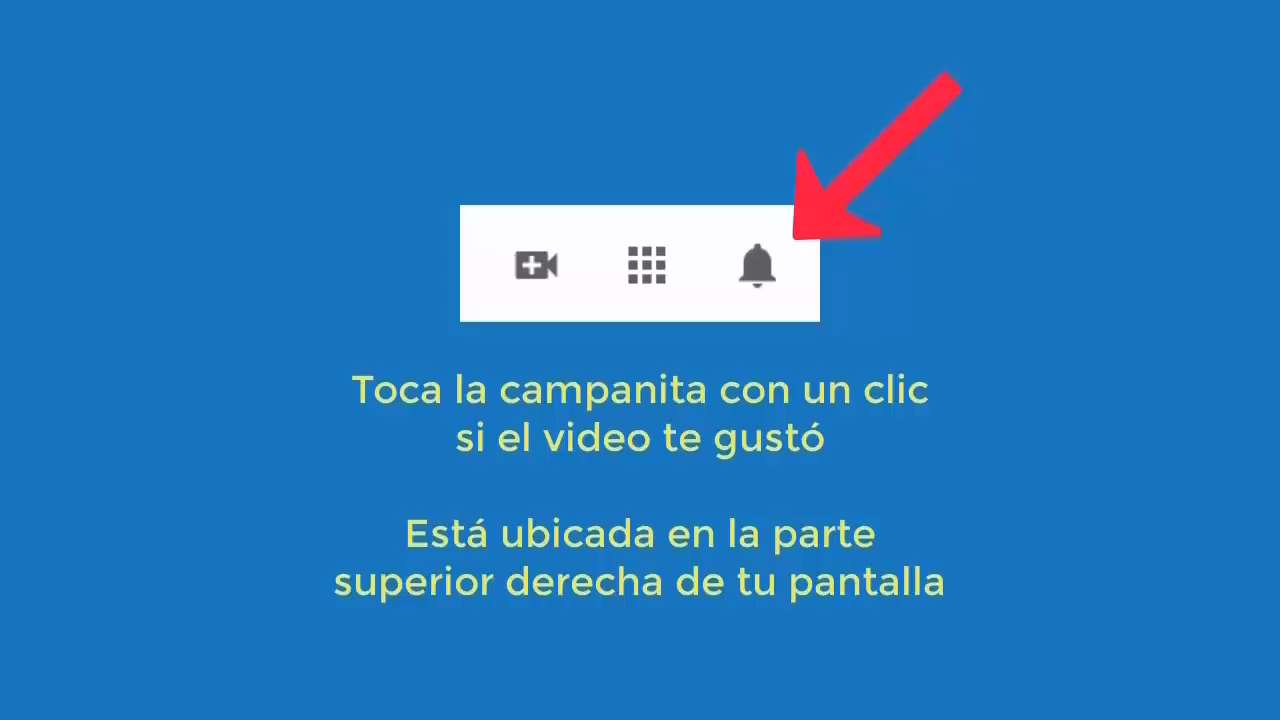 Toca la campanita con un clic
si el video te gustó
Está ubicada en la parte
superior derecha de tu pantalla